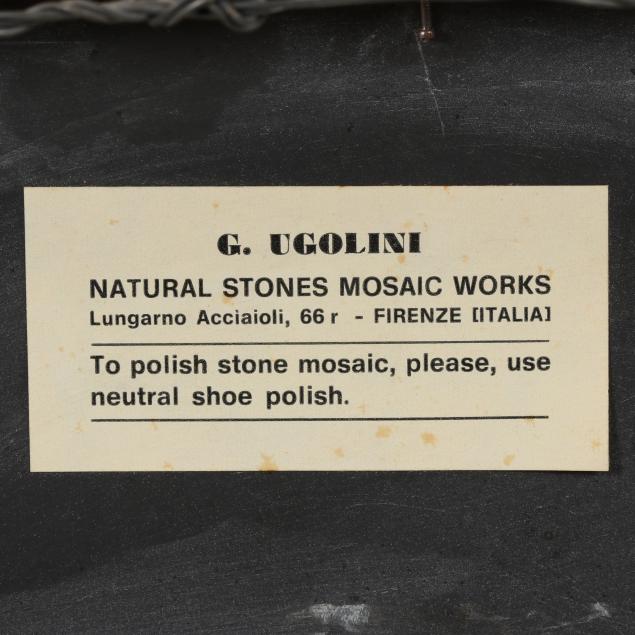 G. UGOLINI
NATURAL STONES MOSAIC WORKS
Lungarno Acciaioli, 66 r - FIRENZE [ITALIA]
To polish stone mosaic, please, use
neutral shoe polish.